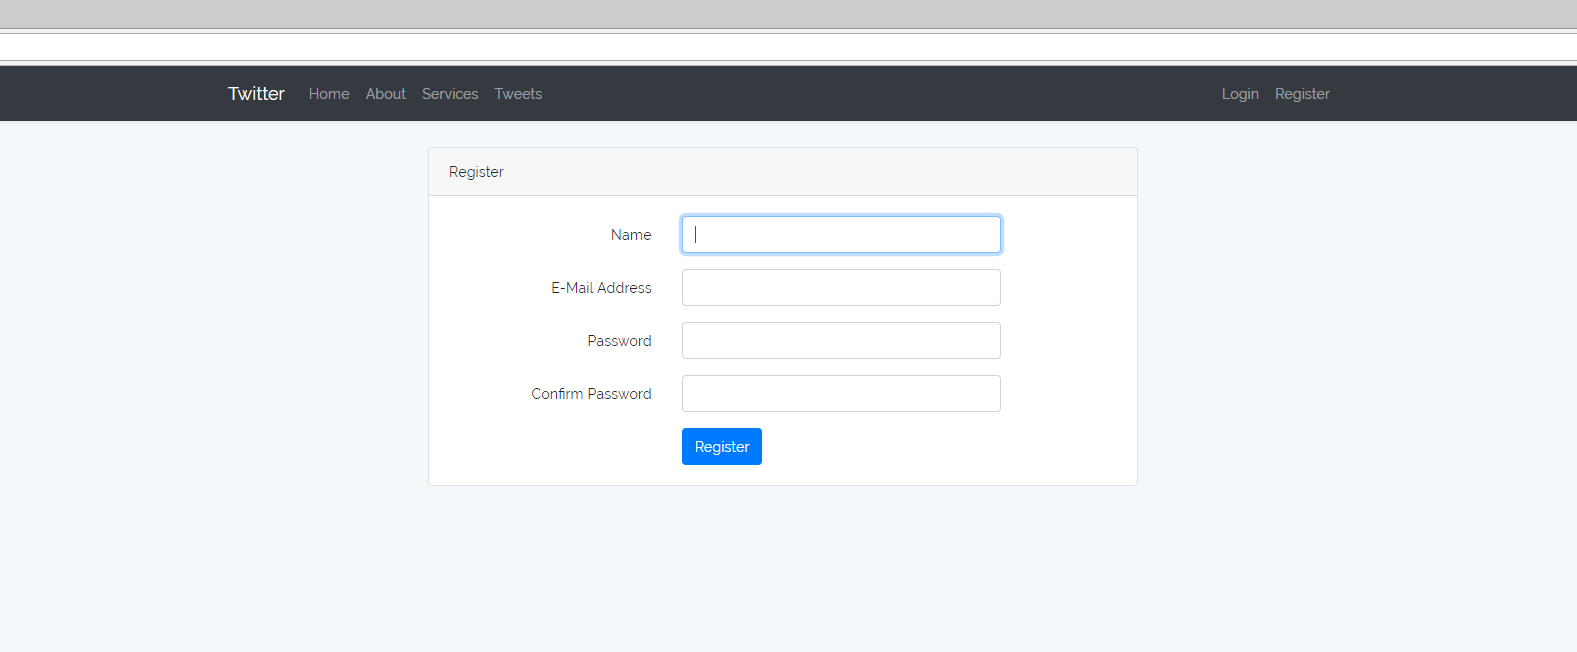 Twitter Home About Services Tweets Login Register
Register
Name
E-Mail Address
Password
Confirm Password
Register